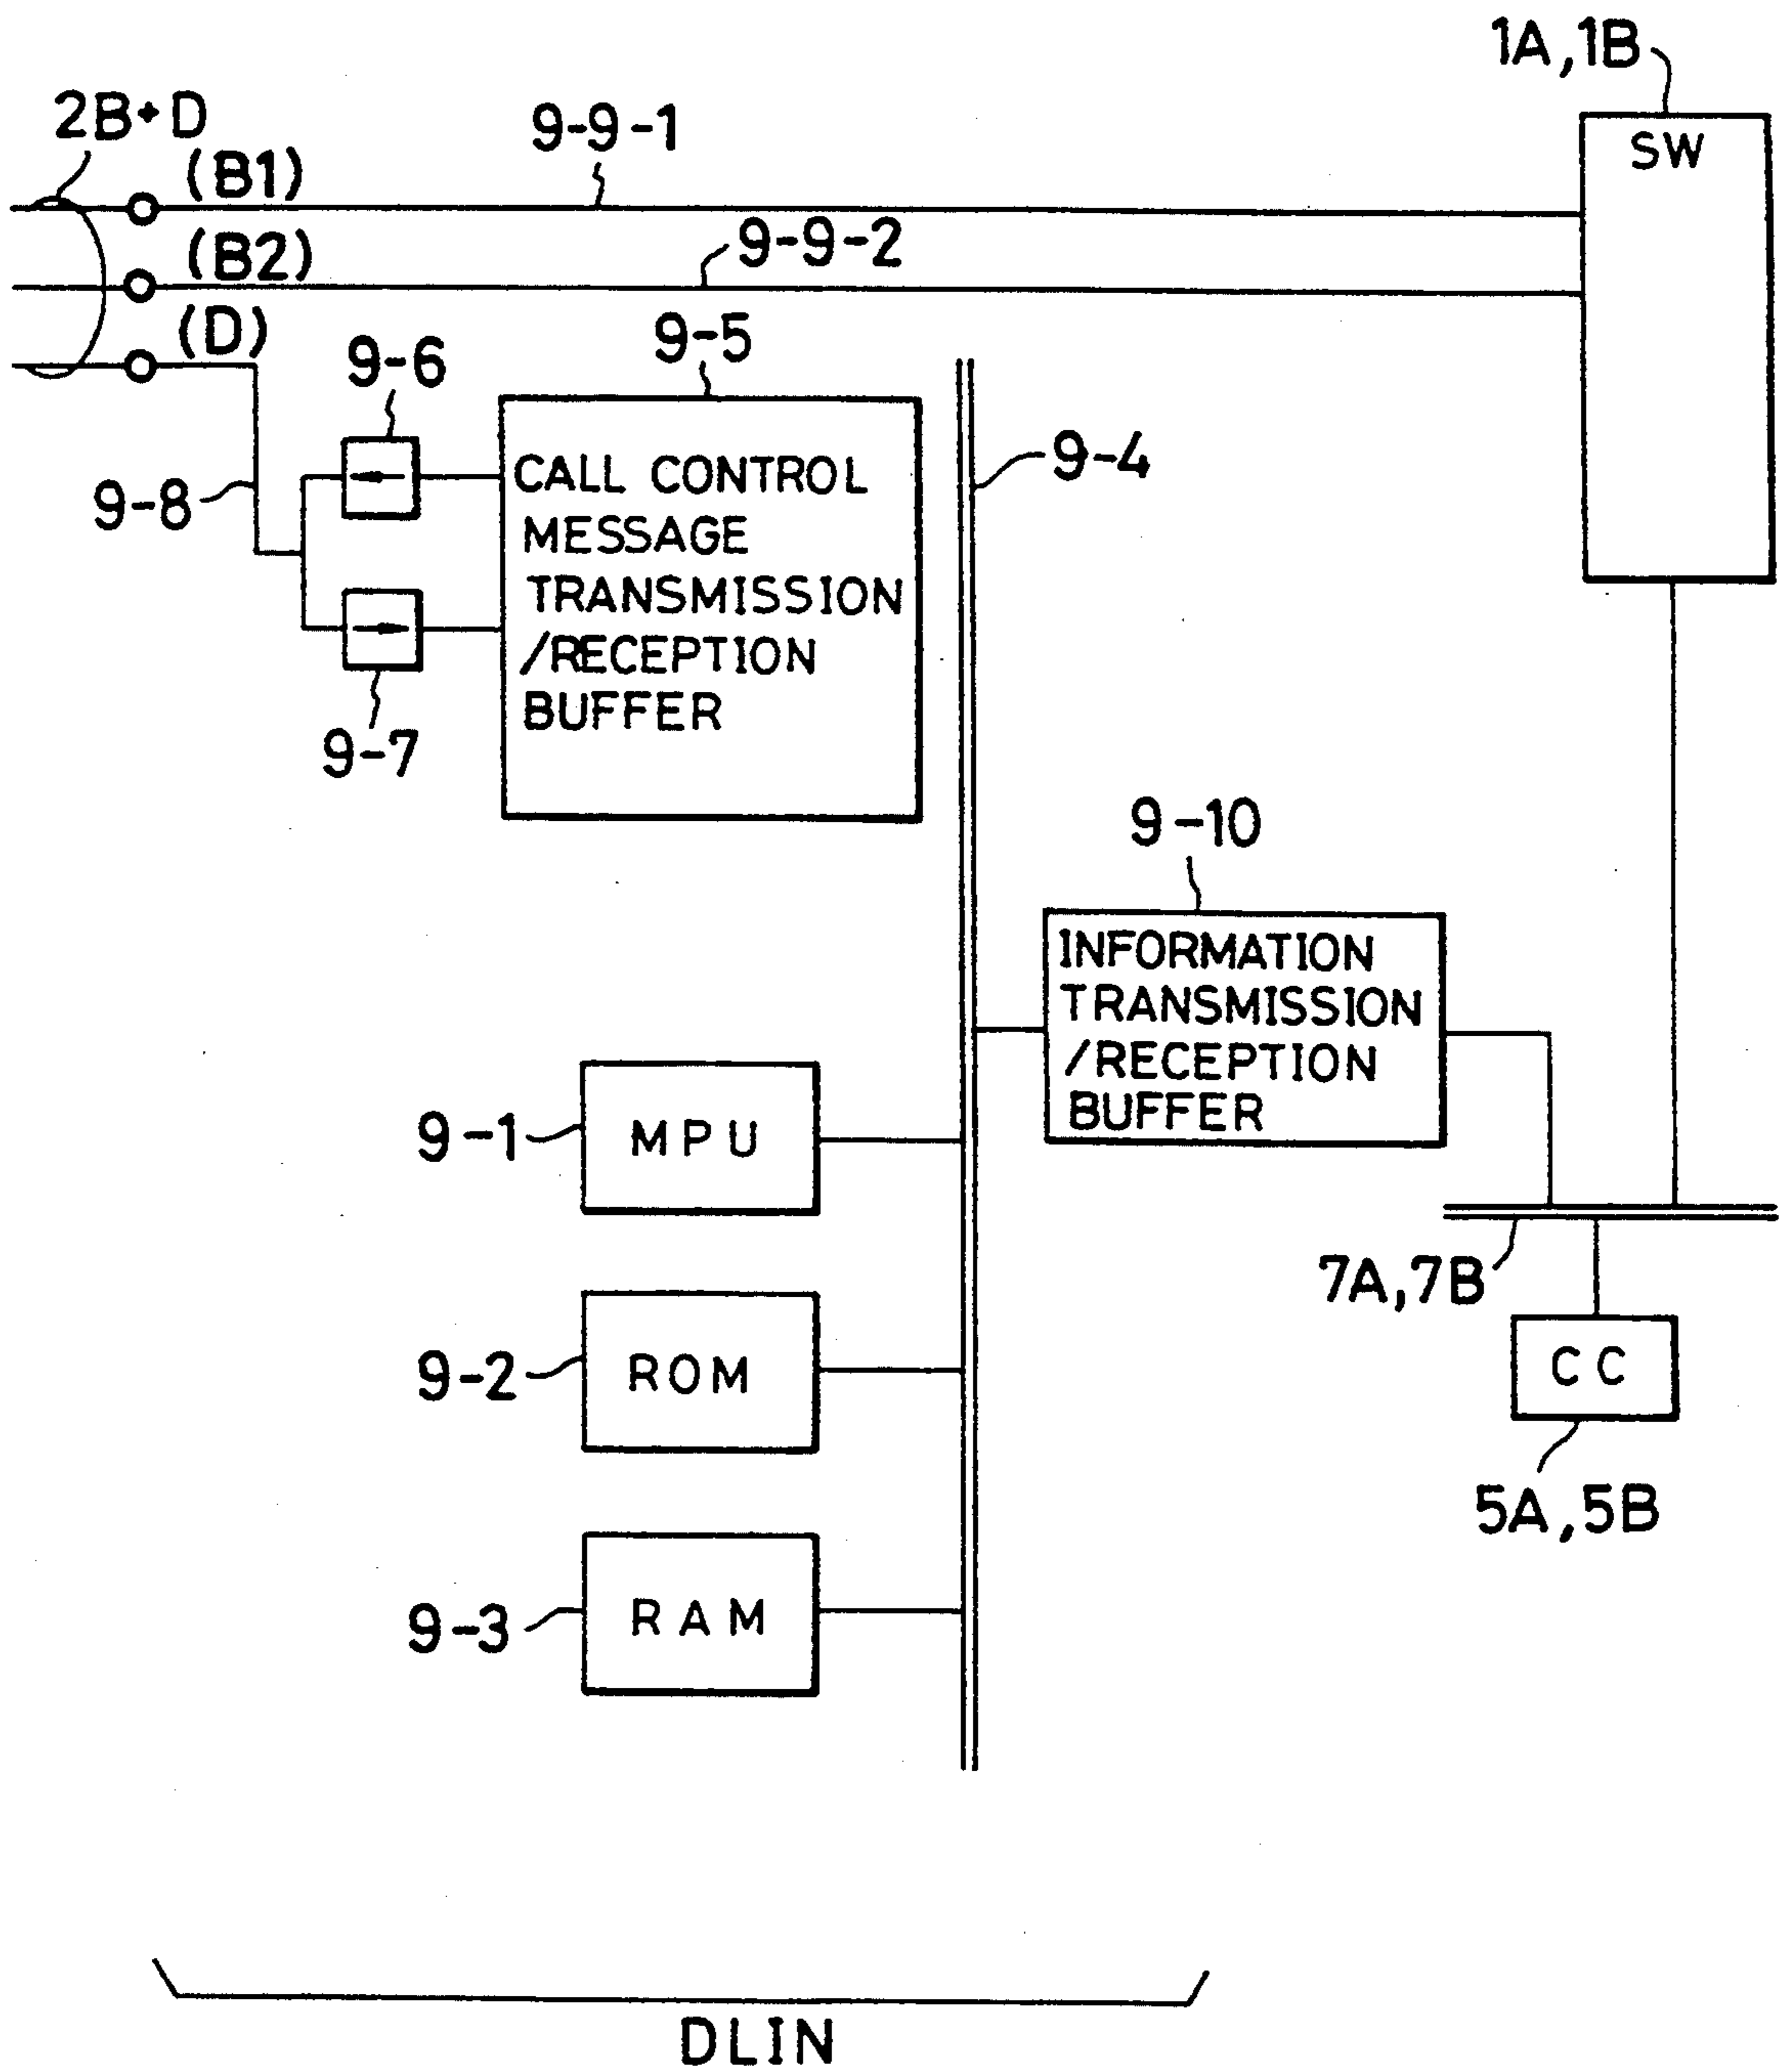 1A,1B
SW
2B+D
(B1)
9-9-1
(B2)
9-9-2
(D)
9-6
9-5
9-4
9-8
CALL CONTROL
MESSAGE
TRANSMISSION
/RECEPTION
BUFFER
9-7
9-10
INFORMATION
TRANSMISSION
/RECEPTION
BUFFER
9-1
MPU
7A,7B
9-2
ROM
CC
5A,5B
9-3
RAM
DLIN